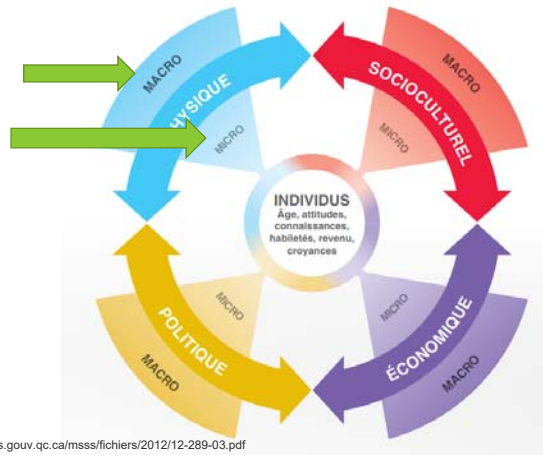 MACRO
HYSIQUE
MICRO
MACRO
SOCIOCULTUREL
MICRO
INDIVIDUS
Âge, attitudes,
connaissances,
habiletés, revenu,
croyances
MICRO
POLITIQUE
MACRO
MICRO
ÉCONOMIQUE
MACRO
s.gouv.qc.ca/msss/fichiers/2012/12-289-03.pdf